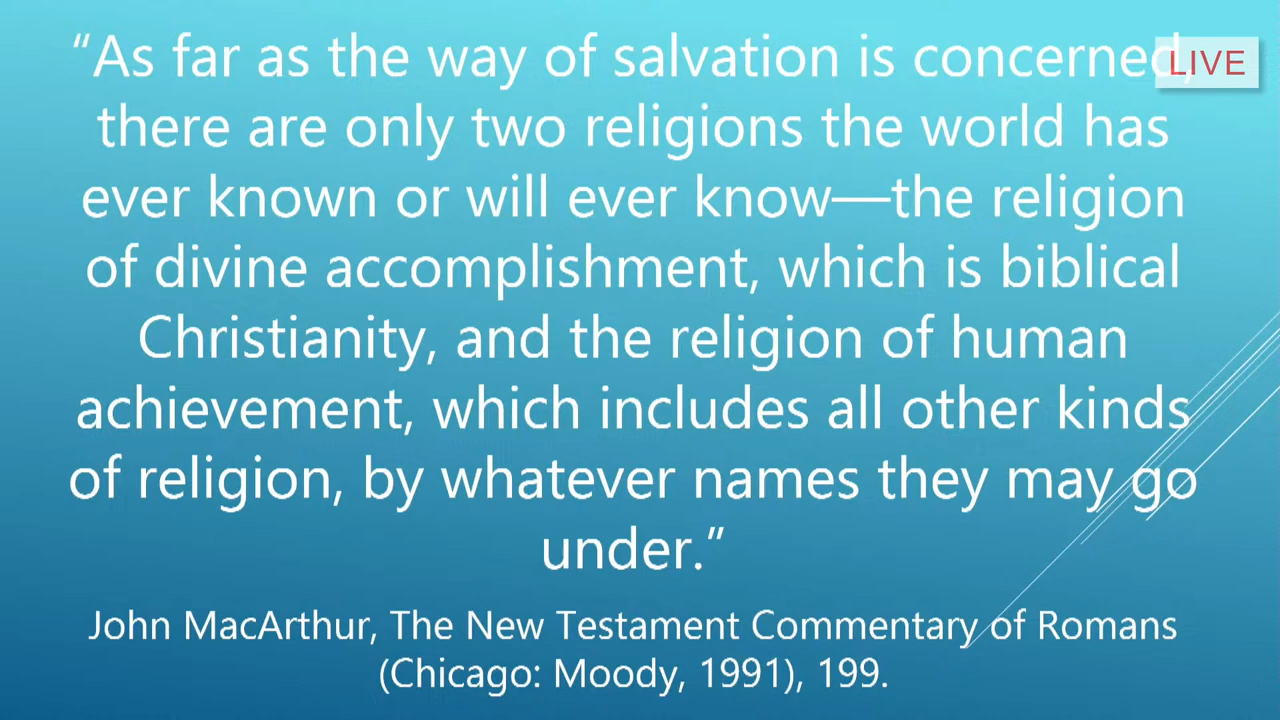 “As far as the way of salvation is concerned,
LIVE
there are only two religions the world has
ever known or will ever know—the religion
of divine accomplishment, which is biblical
Christianity, and the religion of human
achievement, which includes all other kinds
of religion, by whatever names they may go
under.”
John MacArthur, The New Testament Commentary of Romans
(Chicago: Moody, 1991), 199.